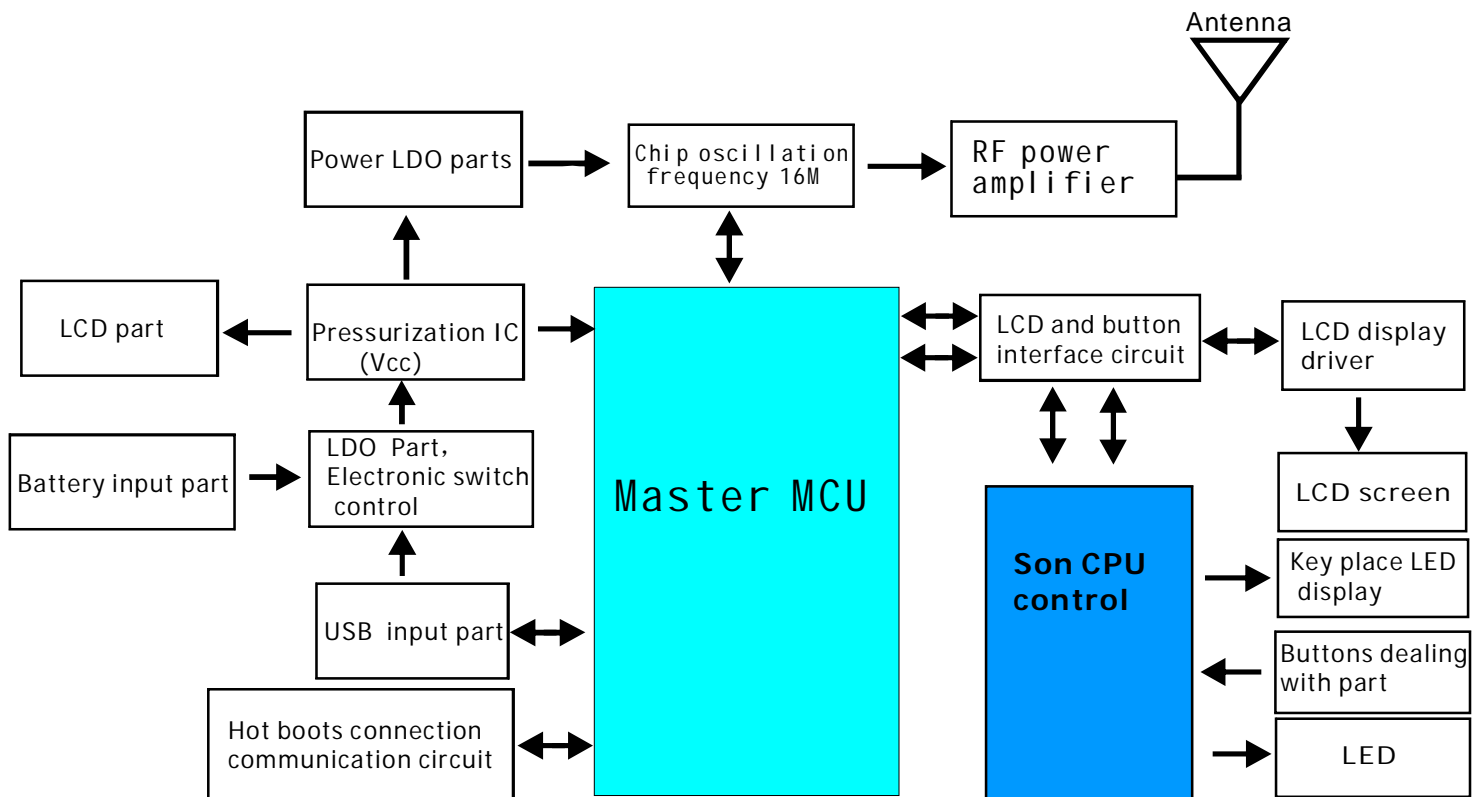 Antenna
Power LDO parts
Chip oscillation
frequency 16M
RF power
amplifier
LCD part
Pressurization IC
(Vcc)
LCD and button
interface circuit
LCD display
driver
Battery input part
LDO Part，
Electronic switch
control
Master MCU
LCD screen
Son CPU
control
Key place LED
display
USB input part
Buttons dealing
with part
Hot boots connection
communication circuit
LED